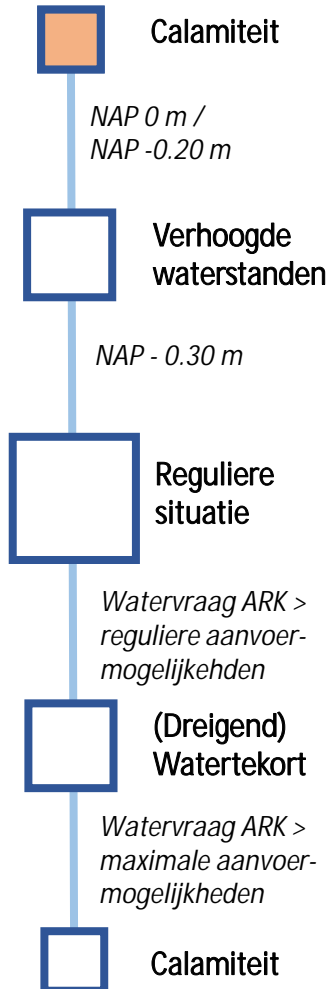 Calamiteit
NAP 0 m /
NAP -0.20 m
Verhoogde
waterstanden
NAP - 0.30 m
Reguliere
situatie
Watervraag ARK >
reguliere aanvoer-
mogelijkehden
(Dreigend)
Watertekort
Watervraag ARK >
maximale aanvoer-
mogelijkheden
Calamiteit